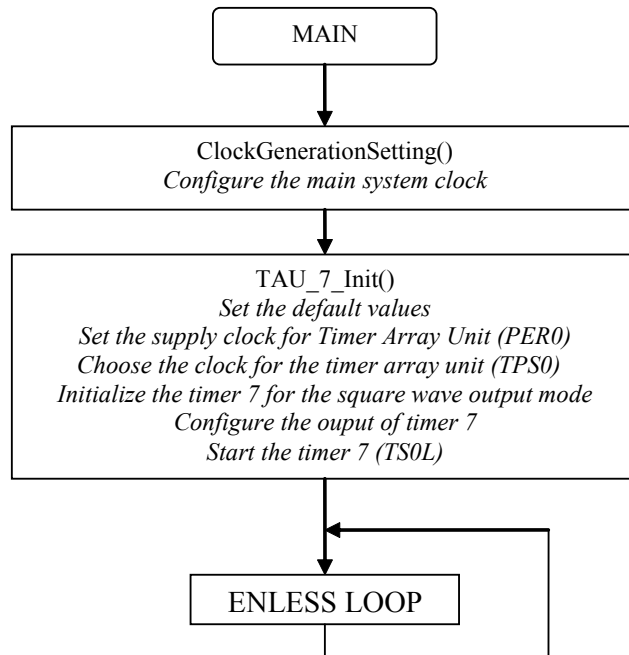 MAIN
ClockGenerationSetting()
Configure the main system clock
TAU_7_Init()
Set the default values
Set the supply clock for Timer Array Unit (PER0)
Choose the clock for the timer array unit (TPS0)
Initialize the timer 7 for the square wave output mode
Configure the ouput of timer 7
Start the timer 7 (TS0L)
ENLESS LOOP